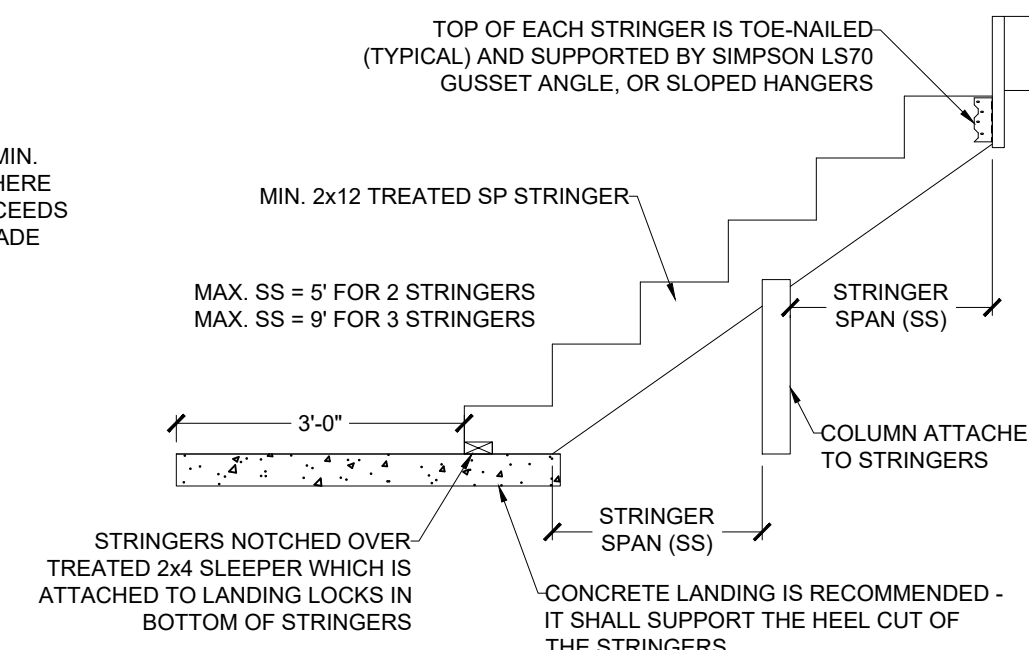 TOP OF EACH STRINGER IS TOE-NAILED
(TYPICAL) AND SUPPORTED BY SIMPSON LS70
GUSSET ANGLE, OR SLOPED HANGERS
MIN.
HERE
CEEDS
ADE
MIN. 2x12 TREATED SP STRINGER
MAX. SS = 5' FOR 2 STRINGERS
MAX. SS = 9' FOR 3 STRINGERS
STRINGER
SPAN (SS)
3'-0"
COLUMN ATTACHE
TO STRINGERS
STRINGER
SPAN (SS)
STRINGERS NOTCHED OVER
TREATED 2x4 SLEEPER WHICH IS
ATTACHED TO LANDING LOCKS IN
BOTTOM OF STRINGERS
CONCRETE LANDING IS RECOMMENDED -
IT SHALL SUPPORT THE HEEL CUT OF
THE STRINGERS